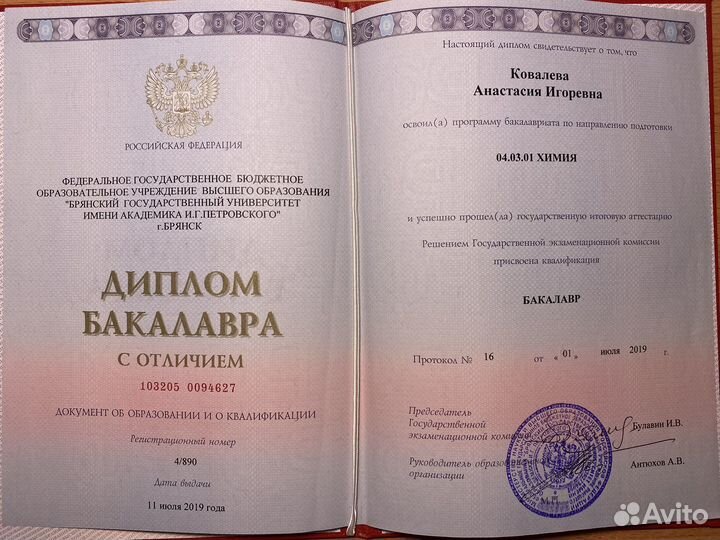 РОССИЙСКАЯ ФЕДЕРАЦИЯ
ФЕДЕРАЛЬНОЕ ГОСУДАРСТВЕННОЕ БЮДЖЕТНОЕ
ОБРАЗОВАТЕЛЬНОЕ УЧРЕЖДЕНИЕ ВЫСШЕГО ОБРАЗОВАНИЯ
"БРЯНСКИЙ ГОСУДАРСТВЕННЫЙ УНИВЕРСИТЕТ
ИМЕНИ АКАДЕМИКА И.Г.ПЕТРОВСКОГО"
г.БРЯНСК
ДИПЛОМ
БАКАЛАВРА
С ОТЛИЧИЕМ
103205 0094627
ДОКУМЕНТ ОБ ОБРАЗОВАНИИ И О КВАЛИФИКАЦИИ
Регистрационный номер
4/890
Дата выдачи
11 июля 2019 года
Настоящий диплом свидетельствует о том, что
Ковалева
Анастасия Игоревна
освоил(а) программу бакалавриата по направлению подготовки
04.03.01 ХИМИЯ
и успешно прошел(ла) государственную итоговую аттестацию
Решением Государственной экзаменационной комиссии
присвоена квалификация
БАКАЛАВР
Протокол № 16 от « 01 » июля 2019 г.
Председатель
Государственной
экзаменационной Булавин И.В.
Руководитель Антюхов А.В.
организации
М.П.
Avito